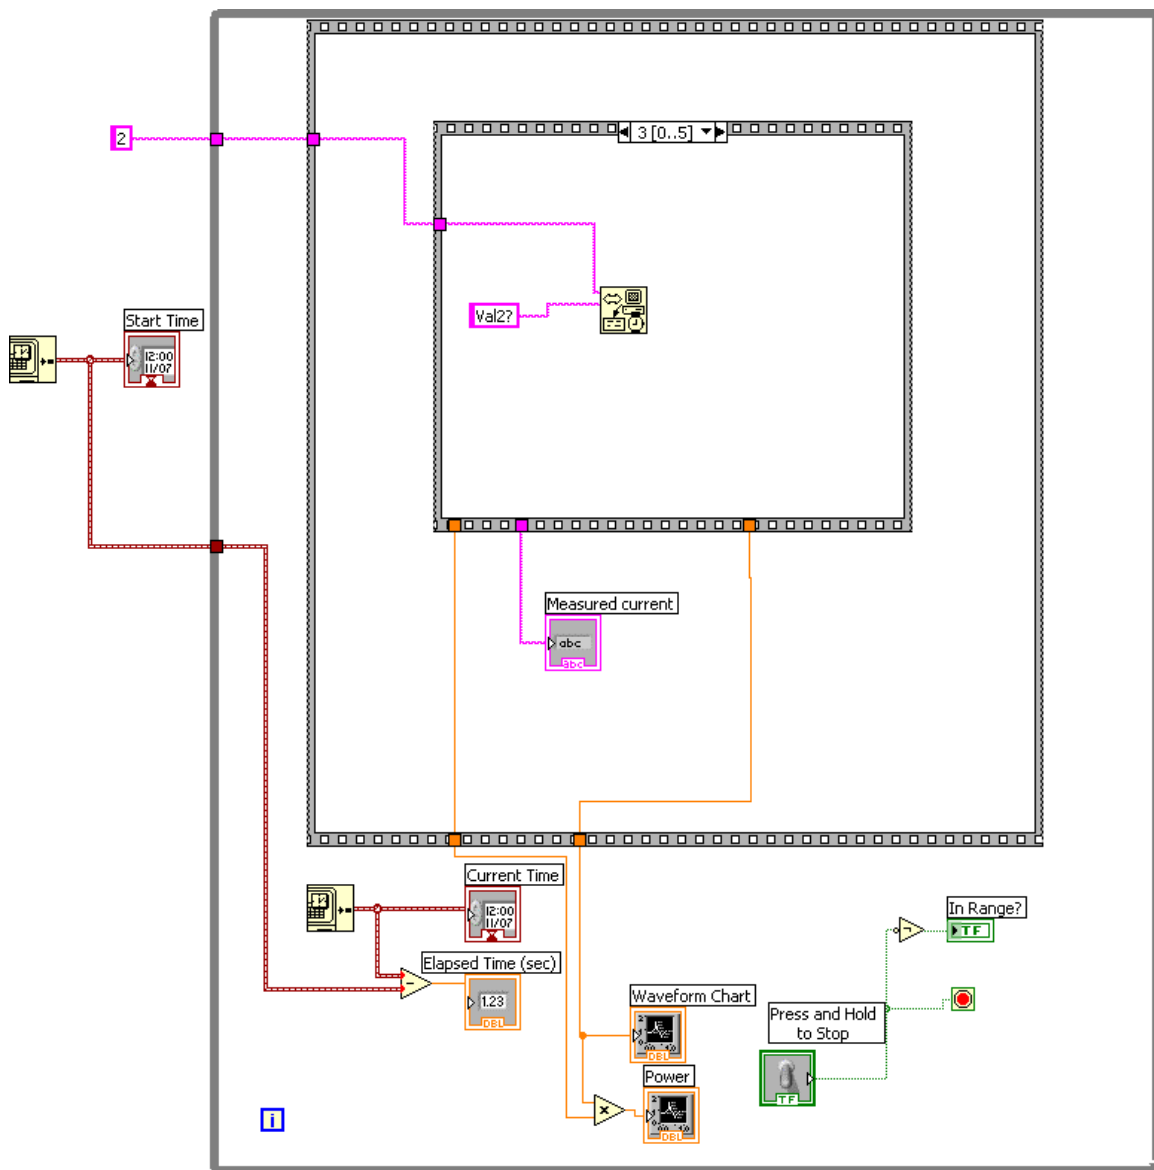 3 [0..5]
2
Val2?
Start Time
12:00
11/07
Measured current
abc
abc
Current Time
12:00
11/07
In Range?
TF
Elapsed Time (sec)
1.23
DBL
Waveform Chart
DBL
Press and Hold
to Stop
Power
DBL
TF
i